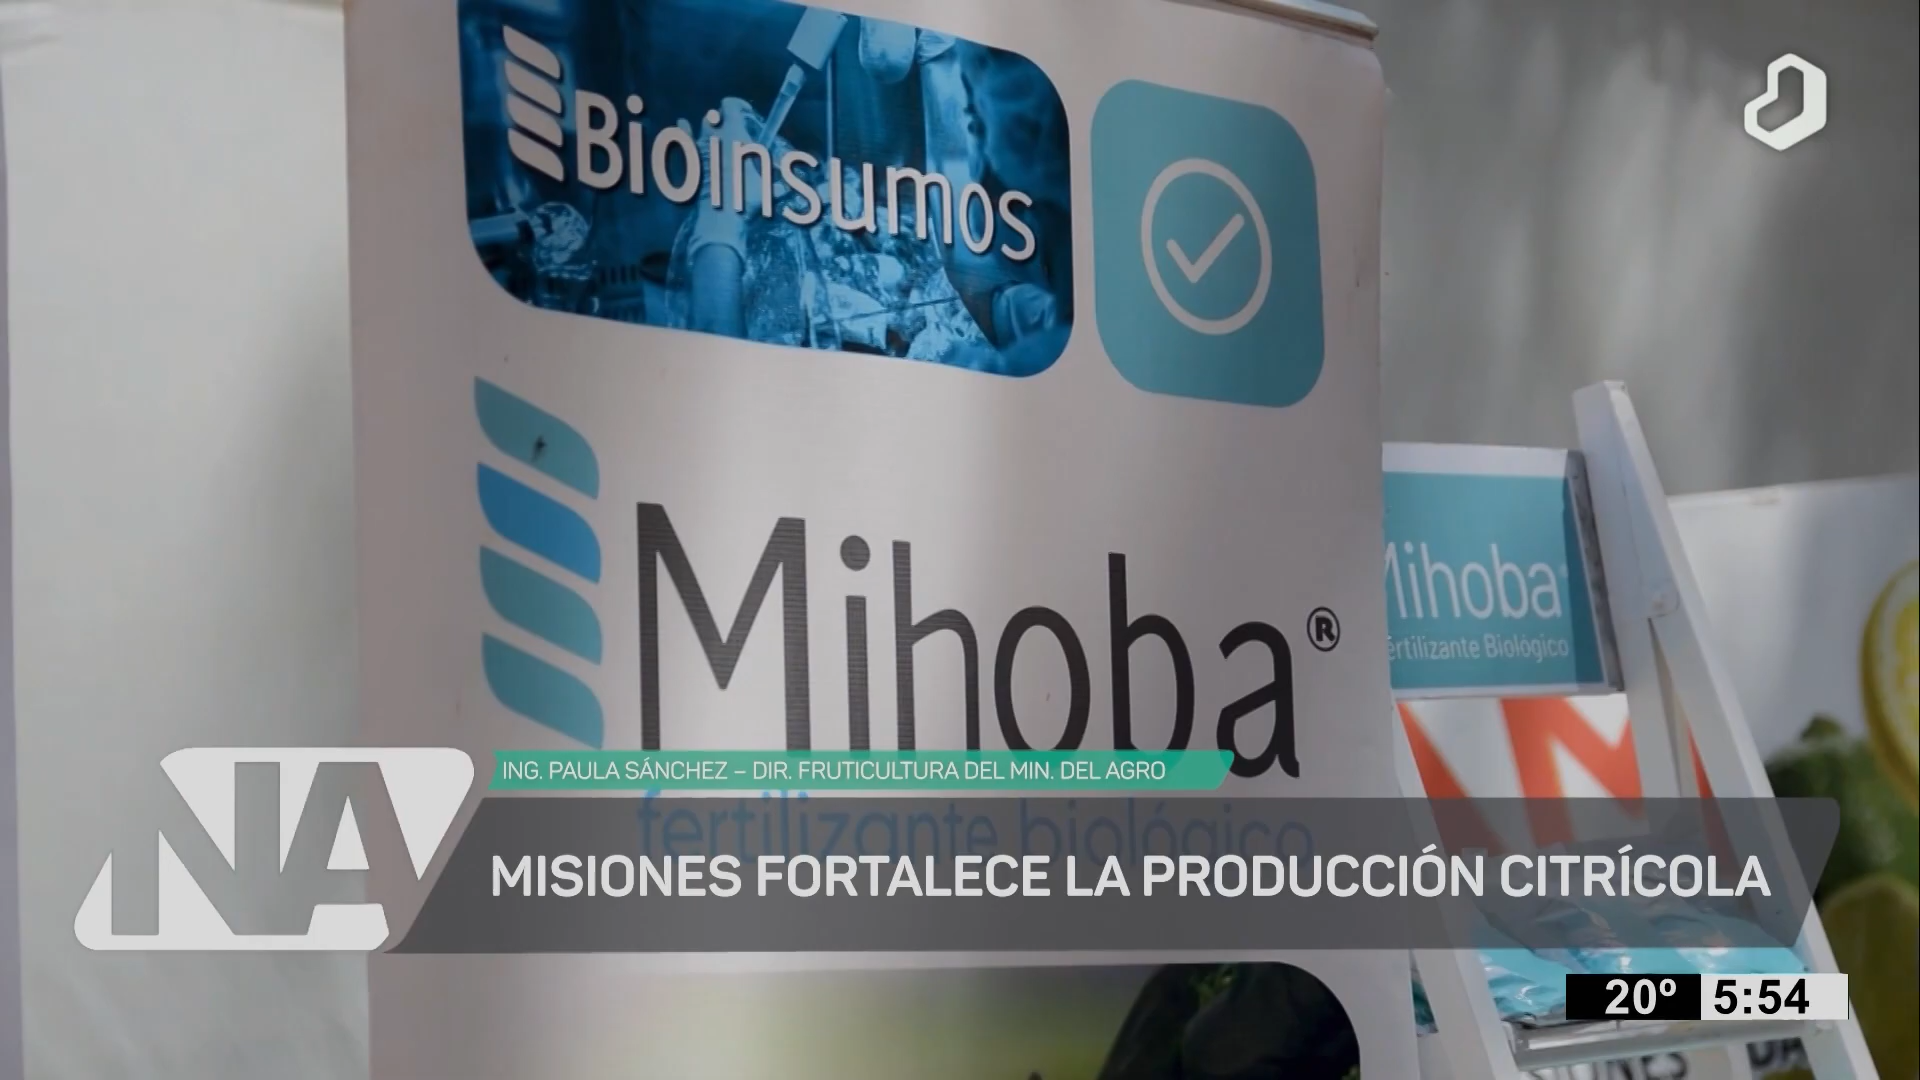 Bioinsumos
Mihoba®
fertilizante biológico
Mihoba
Fertilizante Biológico
NA
ING. PAULA SÁNCHEZ – DIR. FRUTICULTURA DEL MIN. DEL AGRO
MISIONES FORTALECE LA PRODUCCIÓN CITRÍCOLA
20º 5:54